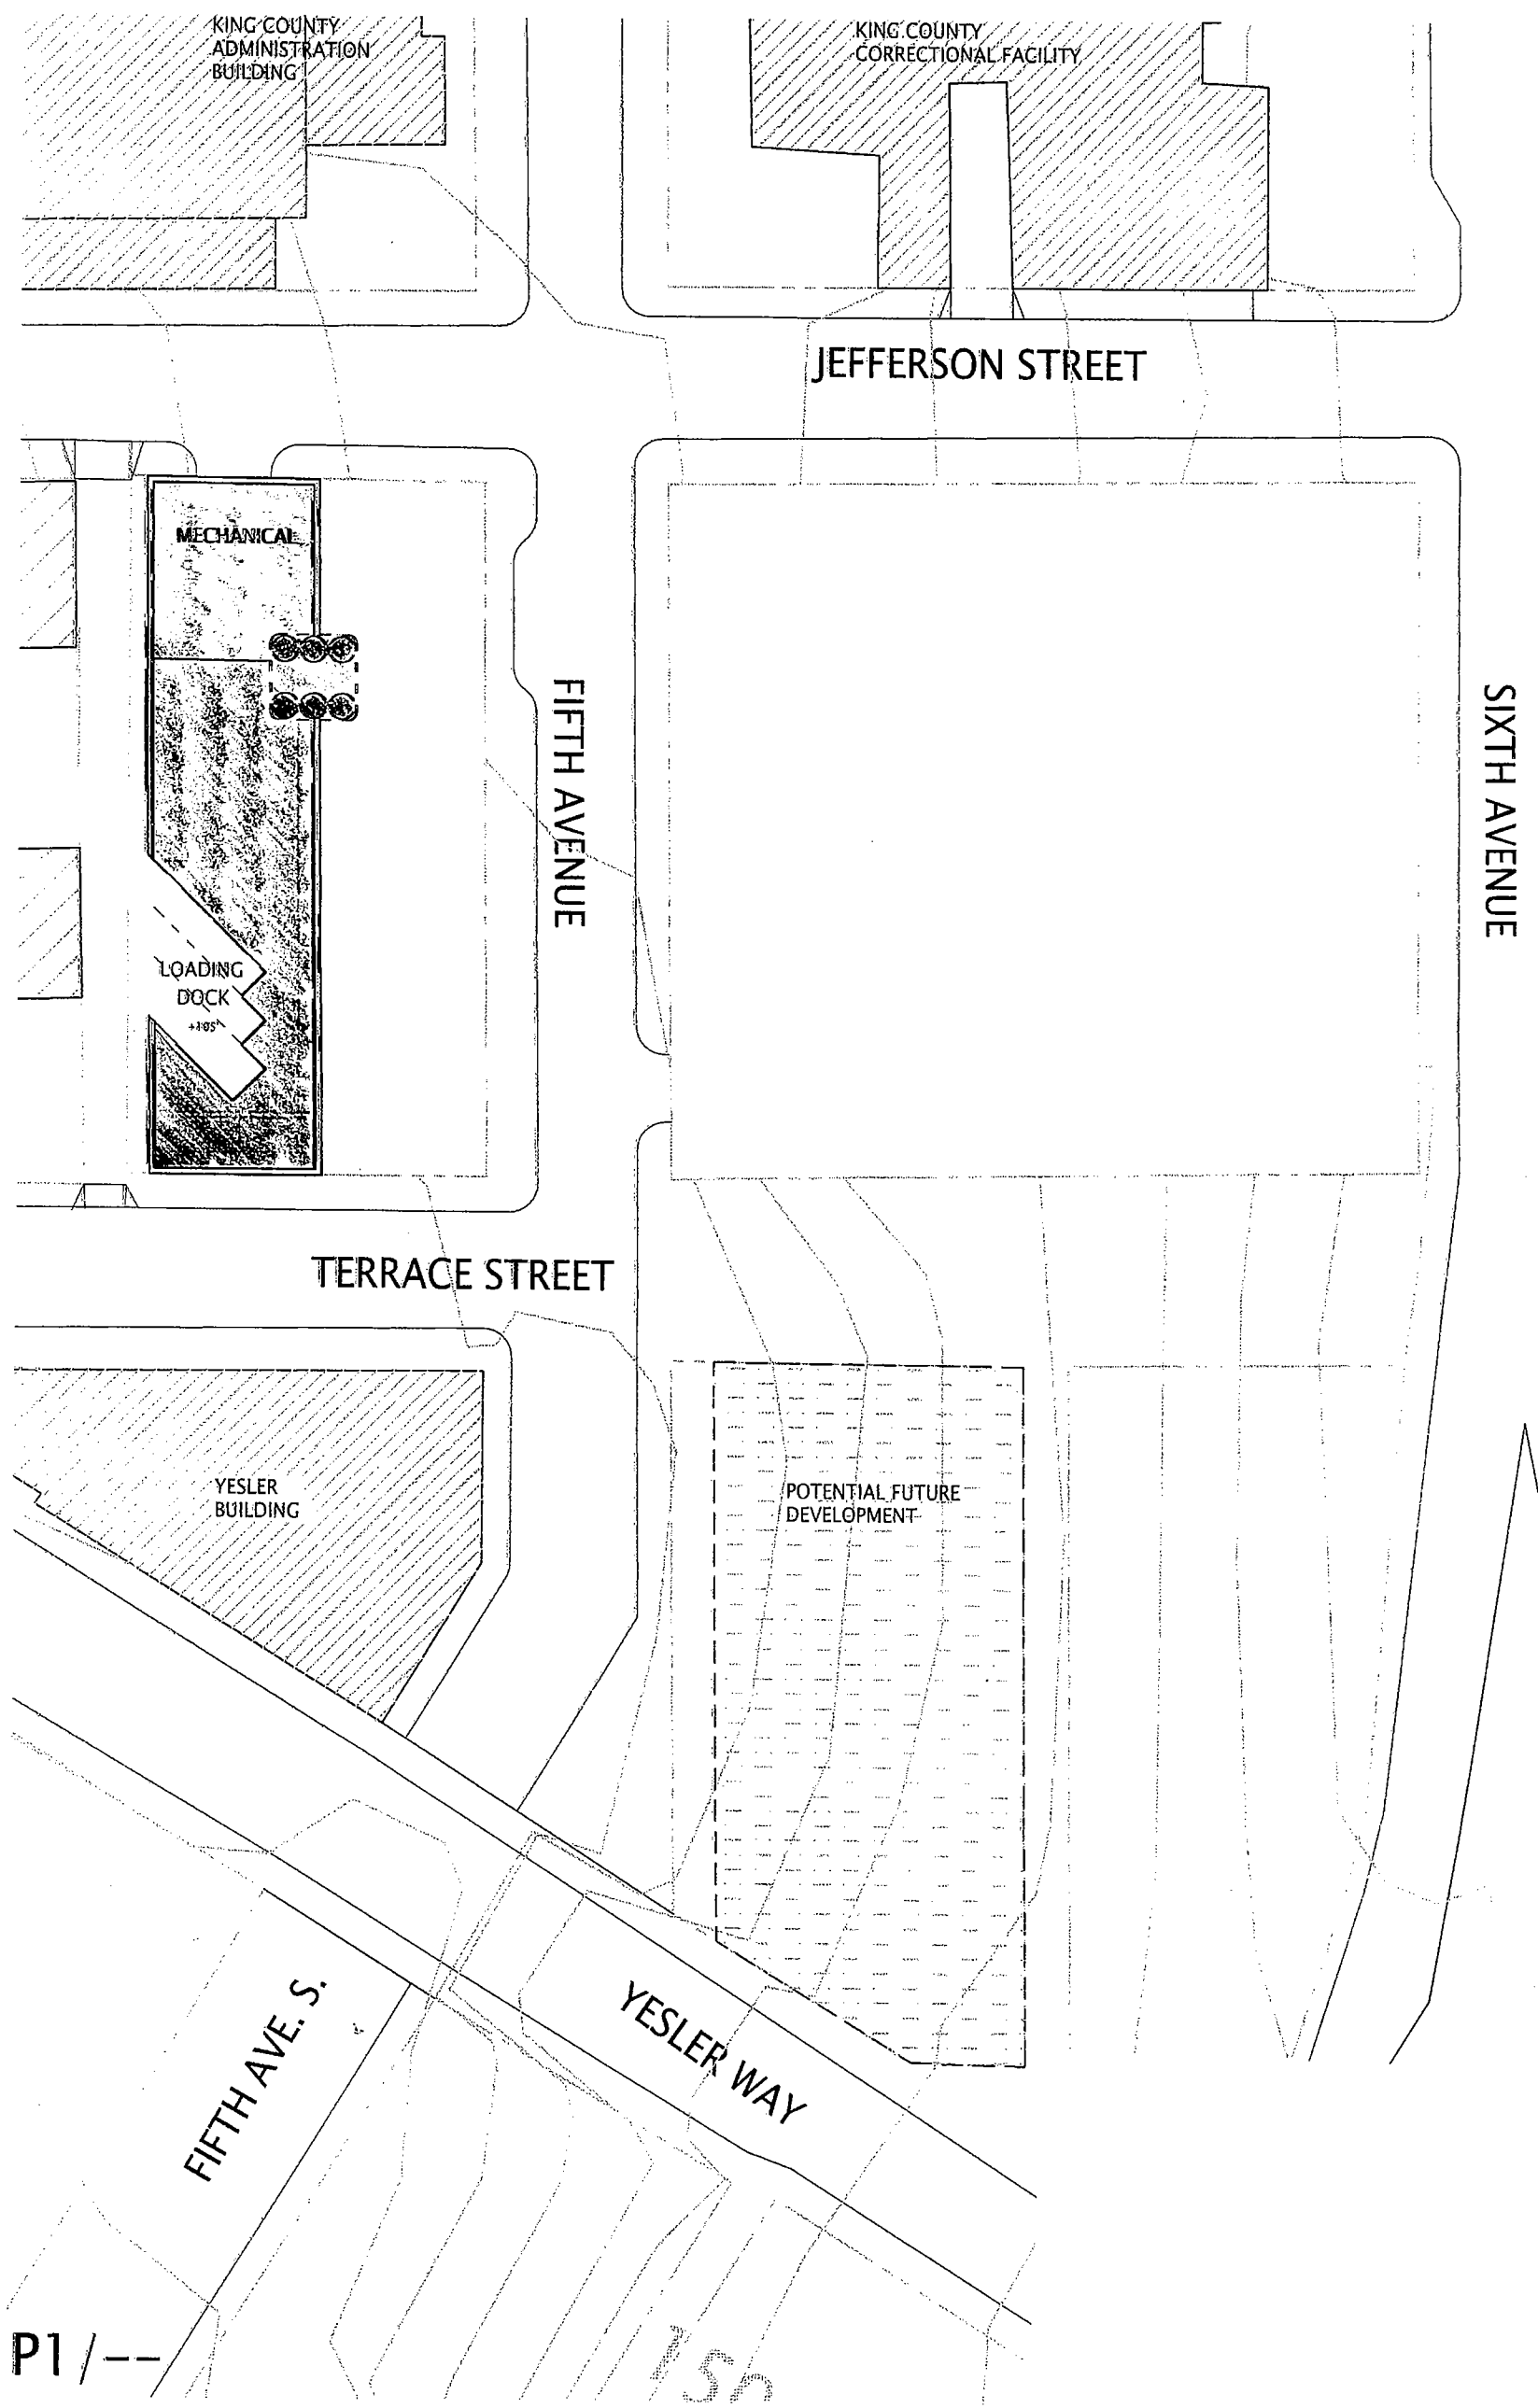 KING COUNTY
ADMINISTRATION
BUILDING
KING COUNTY
CORRECTIONAL FACILITY
JEFFERSON STREET
MECHANICAL
FIFTH AVENUE
SIXTH AVENUE
LOADING
DOCK
TERRACE STREET
YESLER
BUILDING
POTENTIAL FUTURE
DEVELOPMENT
YESLER WAY
FIFTH AVE. S.
P1 /--